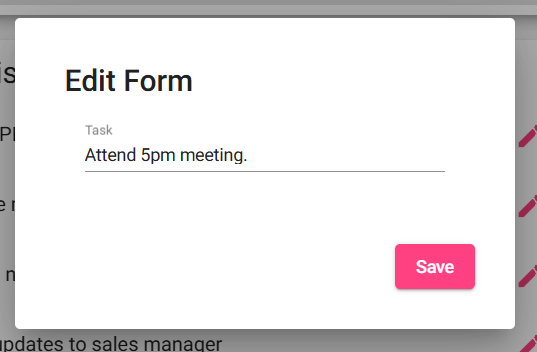 Edit Form
Task
Attend 5pm meeting.
Save
updates to sales manager